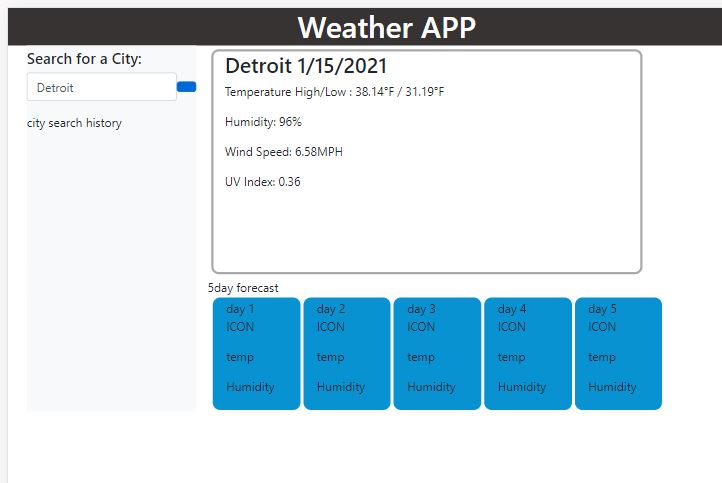 Weather APP
Search for a City:
Detroit
city search history
Detroit 1/15/2021
Temperature High/Low : 38.14°F / 31.19°F
Humidity: 96%
Wind Speed: 6.58MPH
UV Index: 0.36
5day forecast
day 1
ICON
temp
Humidity
day 2
ICON
temp
Humidity
day 3
ICON
temp
Humidity
day 4
ICON
temp
Humidity
day 5
ICON
temp
Humidity